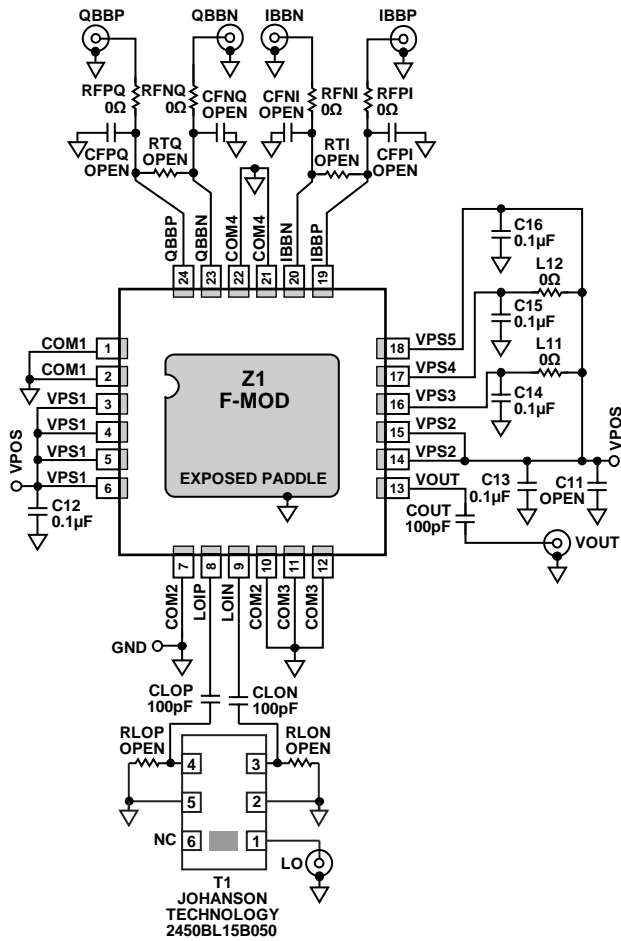 QBBP QBBN IBBN IBBP
RFPQ RFNQ RFNI RFPI
0Ω 0Ω 0Ω 0Ω
CFNQ CFNI
OPEN OPEN
RTQ RTI
OPEN OPEN
CFPQ CFPI
OPEN OPEN
QBBP QBBN COM4 COM4 IBBN IBBP
24 23 22 21 20 19
C16
0.1µF
L12
0Ω
C15
0.1µF
L11
0Ω
C14
0.1µF
COM1 1
COM1 2
VPS1 3
VPS1 4
VPS1 5
VPS1 6
VPOS
C12
0.1µF
Z1
F-MOD
EXPOSED PADDLE
18 VPS5
17 VPS4
16 VPS3
15 VPS2
14 VPS2
13 VOUT
VPOS
C13
0.1µF
C11
OPEN
COUT
100pF
VOUT
7 8 9 10 11 12
COM2 LOIP LOIN COM2 COM3 COM3
GND
CLOP CLON
100pF 100pF
RLOP RLON
OPEN OPEN
4 3
5 2
NC 6 1
LO
T1
JOHANSON
TECHNOLOGY
2450BL15B050